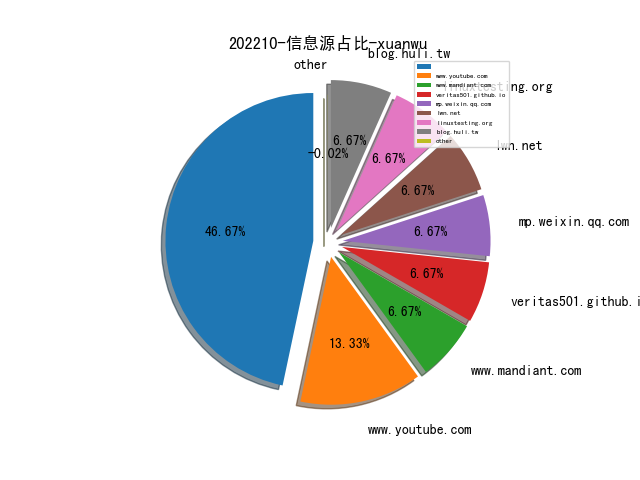 202210-信息源占比-xuanwu
blog.huli.tw
other
linuxtesting.org
www.youtube.com
www.mandiant.com
veritas501.github.io
mp.weixin.qq.com
lwn.net
linuxtesting.org
blog.huli.tw
other
6.67%
-0.02%
6.67%
lwn.net
6.67%
46.67%
6.67%
mp.weixin.qq.com
6.67%
veritas501.github.i
6.67%
13.33%
www.mandiant.com
www.youtube.com